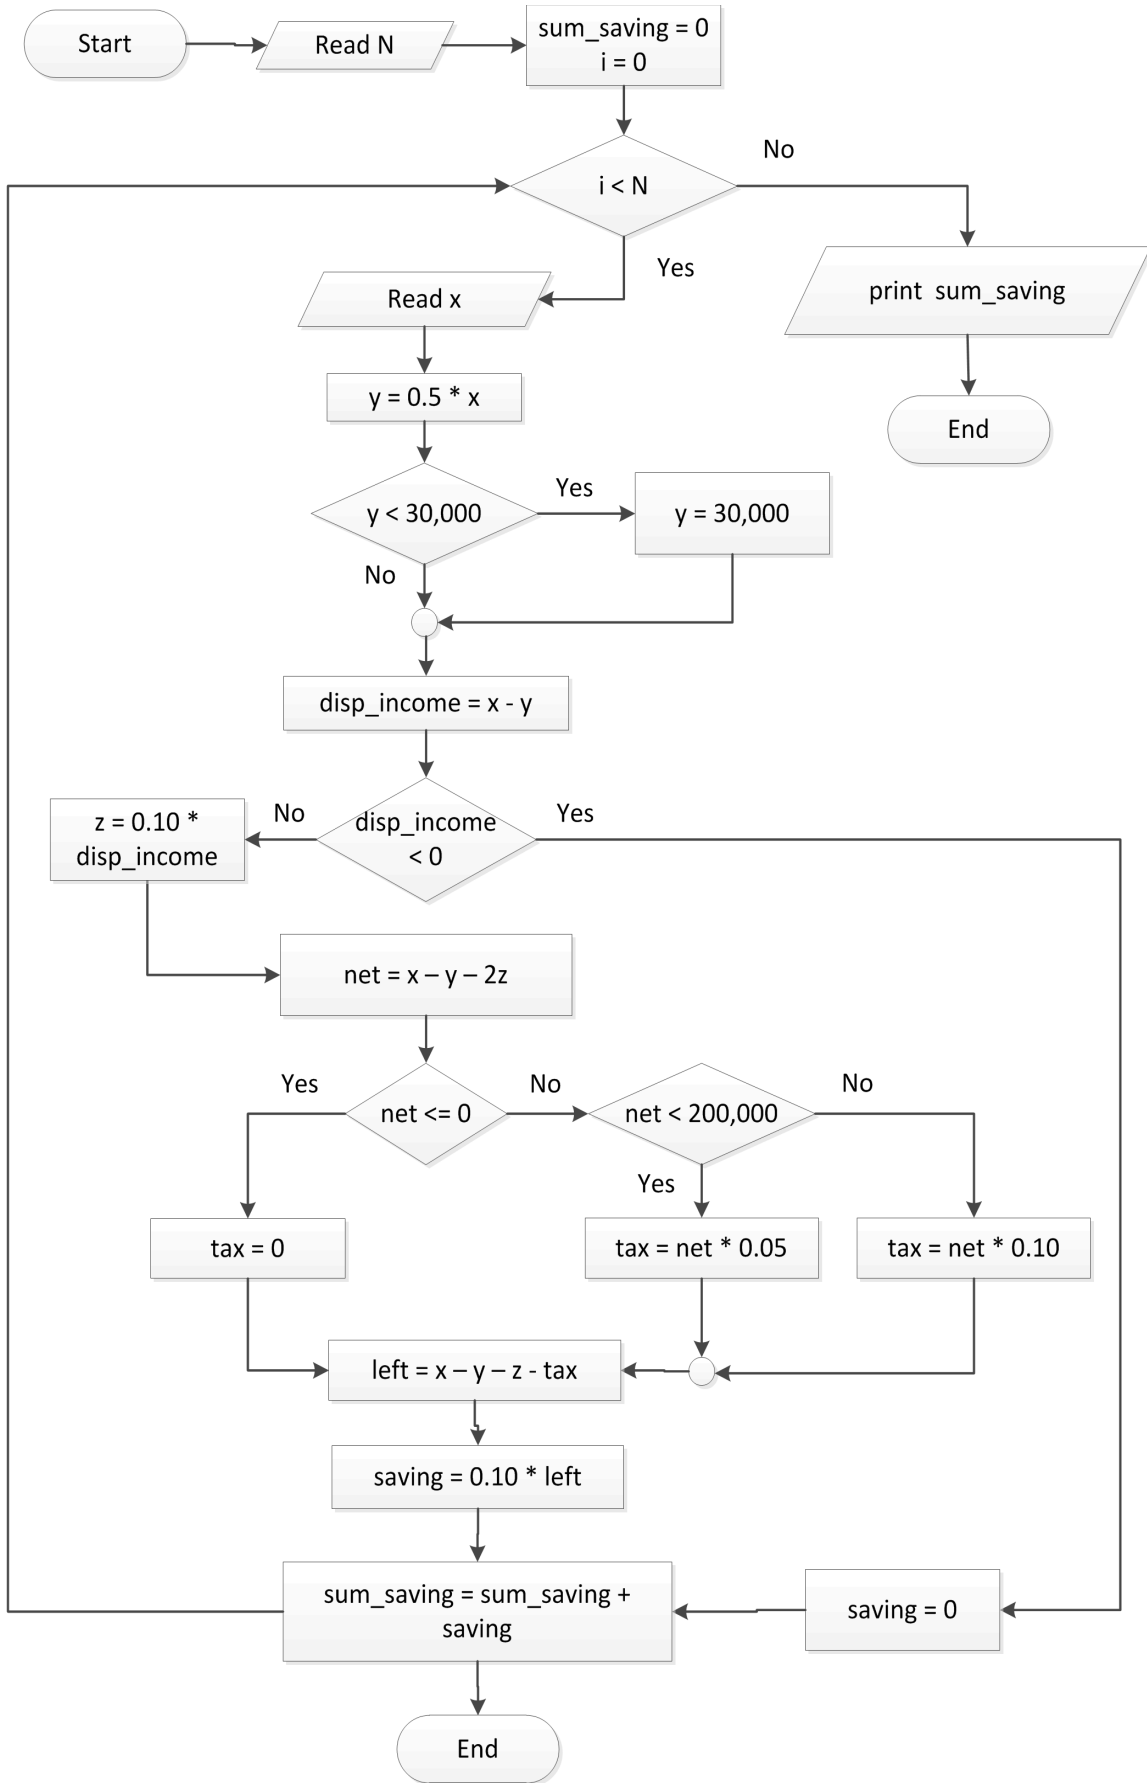 Start
Read N
sum_saving = 0
i = 0
i < N
No
Yes
print  sum_saving
End
Read x
y = 0.5 * x
y < 30,000
Yes
y = 30,000
No
disp_income = x - y
disp_income
< 0
No
Yes
z = 0.10 *
disp_income
net = x – y – 2z
net <= 0
Yes
No
net < 200,000
No
Yes
tax = 0
tax = net * 0.05
tax = net * 0.10
left = x – y – z - tax
saving = 0.10 * left
sum_saving = sum_saving +
saving
saving = 0
End